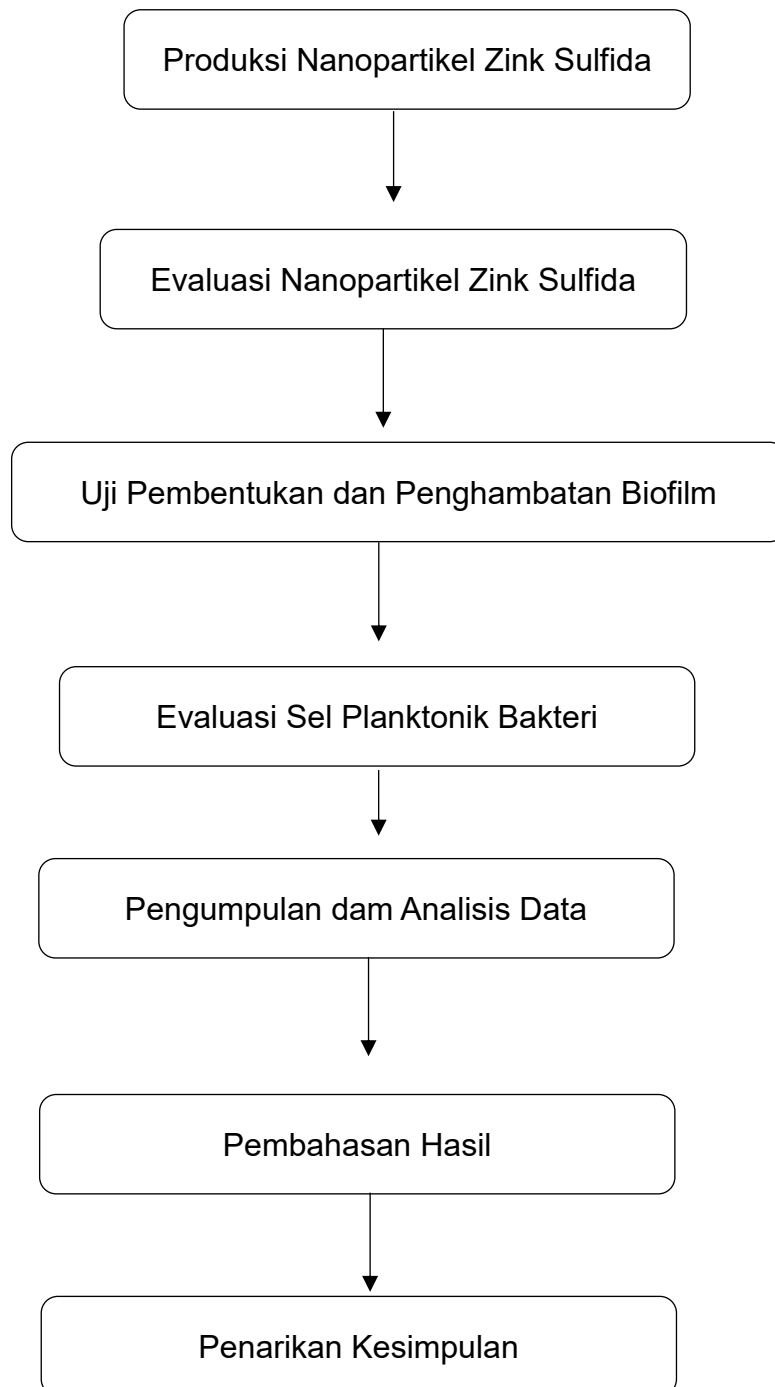 Produksi Nanopartikel Zink Sulfida
Evaluasi Nanopartikel Zink Sulfida
Uji Pembentukan dan Penghambatan Biofilm
Evaluasi Sel Planktonik Bakteri
Pengumpulan dam Analisis Data
Pembahasan Hasil
Penarikan Kesimpulan